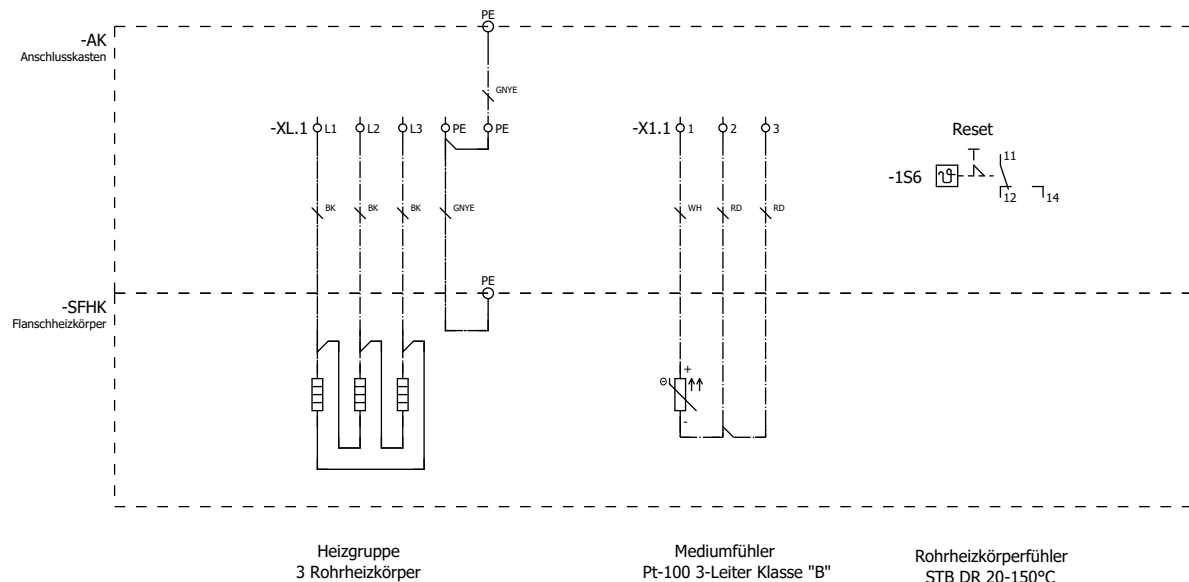 PE
-AK
Anschlusskasten
GNYE
-XL.1 L1 L2 L3 PE PE
-X1.1 1 2 3
Reset
11
-1S6 ϑ
12 14
BK BK BK GNYE
WH RD RD
PE
-SFHK
Flanschheizkörper
+
Θ
-
Heizgruppe
3 Rohrheizkörper
Mediumfühler
Pt-100 3-Leiter Klasse "B"
Rohrheizkörperfühler
STB DR 20-150°C